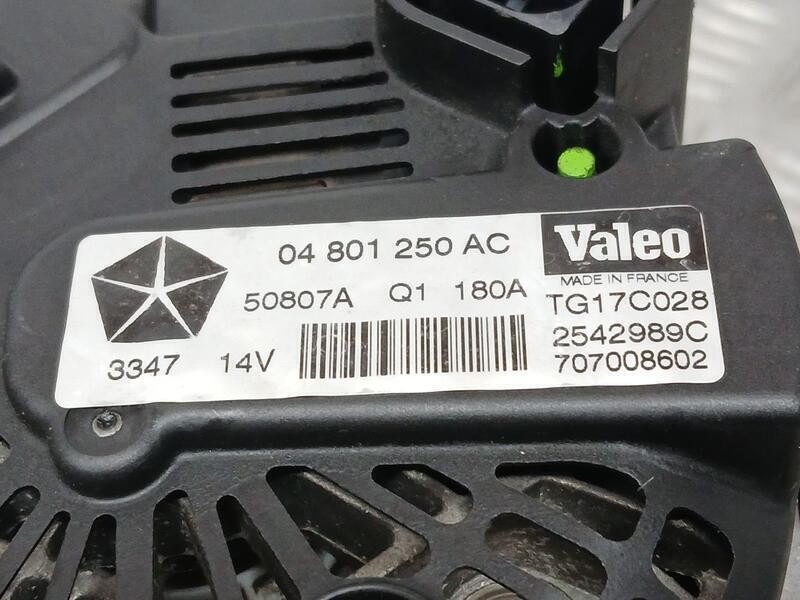 04 801 250 AC
Valeo
MADE IN FRANCE
50807A Q1 180A
TG17C028
3347 14V
2542989C
707008602